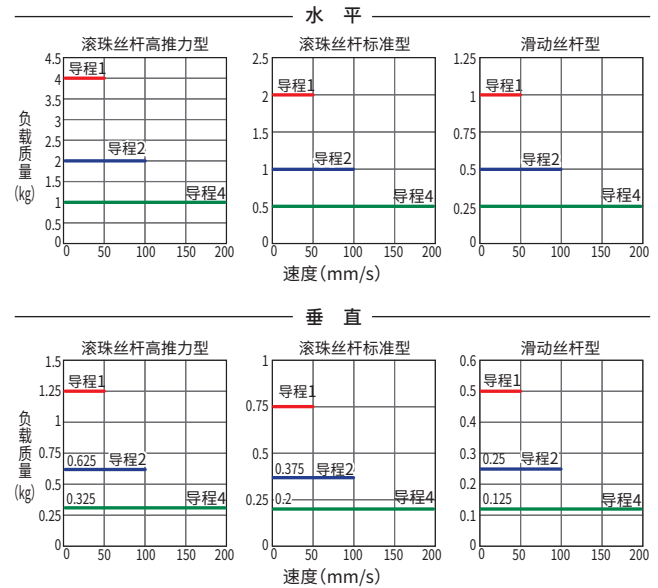 水 平
滚珠丝杆高推力型
滚珠丝杆标准型
滑动丝杆型
负载质量(kg)
4.5
4
3.5
3
2.5
2
1.5
1
0.5
0
导程1
导程2
导程4
0 50 100 150 200
2.5
2
1.5
1
0.5
0
导程1
导程2
导程4
0 50 100 150 200
1.25
1
0.75
0.5
0.25
0
导程1
导程2
导程4
0 50 100 150 200
速度(mm/s)
垂 直
滚珠丝杆高推力型
滚珠丝杆标准型
滑动丝杆型
负载质量(kg)
1.5
1.25
1
0.75
0.5
0.25
0
导程1
0.625 导程2
0.325 导程4
0 50 100 150 200
1
0.75
0.5
0.25
0
导程1
0.375 导程2
0.2 导程4
0 50 100 150 200
0.6
0.5
0.4
0.3
0.2
0.1
0
导程1
0.25 导程2
0.125 导程4
0 50 100 150 200
速度(mm/s)